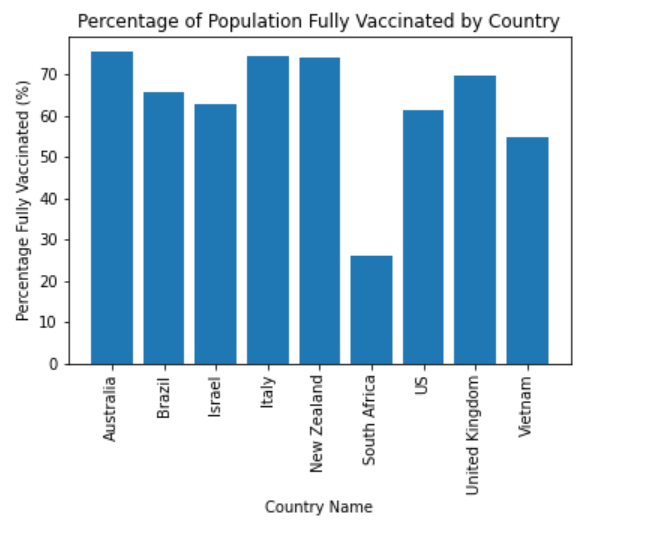 Percentage of Population Fully Vaccinated by Country
Percentage Fully Vaccinated (%)
70
60
50
40
30
20
10
0
Australia
Brazil
Israel
Italy
New Zealand
South Africa
US
United Kingdom
Vietnam
Country Name